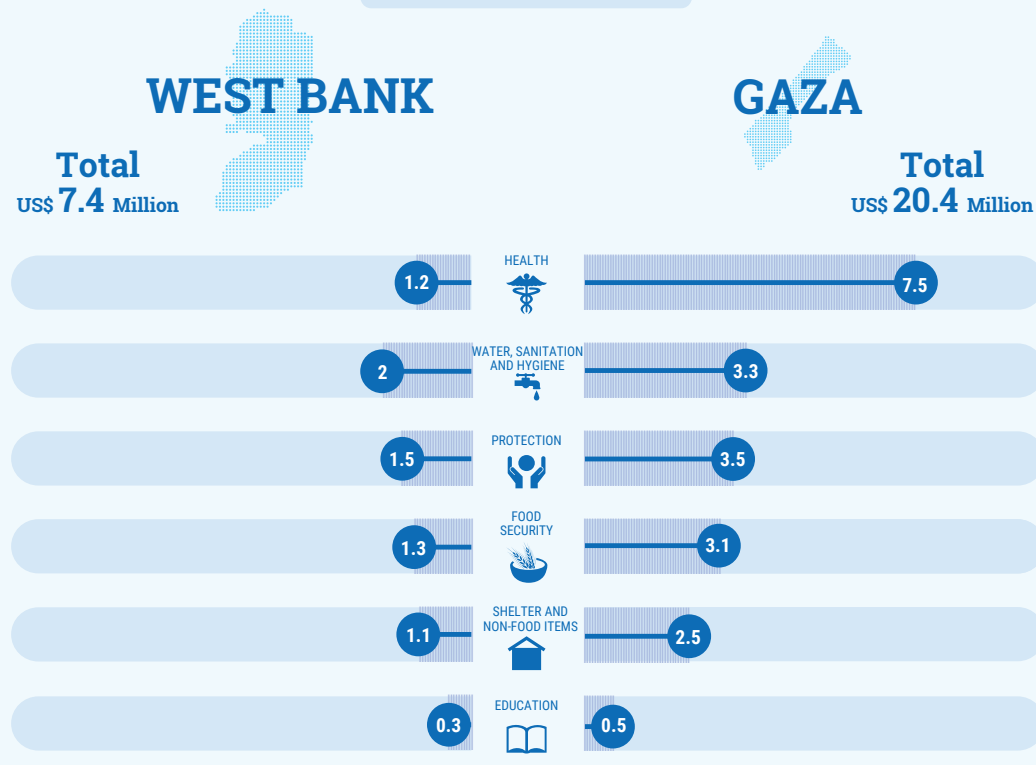 WEST BANK
GAZA
Total
US$ 7.4 Million
Total
US$ 20.4 Million
HEALTH
1.2
7.5
WATER, SANITATION
AND HYGIENE
2
3.3
PROTECTION
1.5
3.5
FOOD
SECURITY
1.3
3.1
SHELTER AND
NON-FOOD ITEMS
1.1
2.5
EDUCATION
0.3
0.5